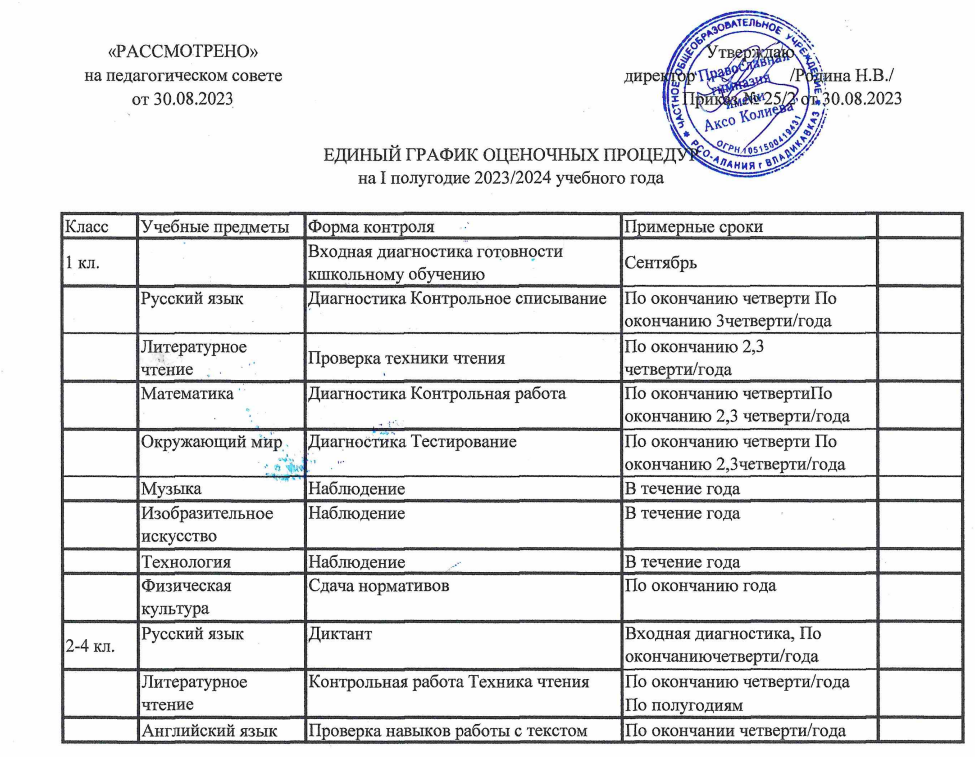 «РАССМОТРЕНО»
на педагогическом совете
от 30.08.2023
Утверждаю
директор /Родина Н.В./
Приказ № 25/2 от 30.08.2023
ЧАСТНОЕ ОБЩЕОБРАЗОВАТЕЛЬНОЕ УЧРЕЖДЕНИЕ
"Православная
гимназия
имени
Аксо Колиева"
ОГРН 1051500419431
РСО-АЛАНИЯ г ВЛАДИКАВКАЗ
ЕДИНЫЙ ГРАФИК ОЦЕНОЧНЫХ ПРОЦЕДУР
на I полугодие 2023/2024 учебного года
Класс Учебные предметы Форма контроля Примерные сроки
1 кл. Входная диагностика готовности
кшкольному обучению Сентябрь
Русский язык Диагностика Контрольное списывание По окончанию четверти По
окончанию 3четверти/года
Литературное
чтение Проверка техники чтения По окончанию 2,3
четверти/года
Математика Диагностика Контрольная работа По окончанию четвертиПо
окончанию 2,3 четверти/года
Окружающий мир Диагностика Тестирование По окончанию четверти По
окончанию 2,3четверти/года
Музыка Наблюдение В течение года
Изобразительное
искусство Наблюдение В течение года
Технология Наблюдение В течение года
Физическая
культура Сдача нормативов По окончанию года
2-4 кл. Русский язык Диктант Входная диагностика, По
окончаниючетверти/года
Литературное
чтение Контрольная работа Техника чтения По окончанию четверти/года
По полугодиям
Английский язык Проверка навыков работы с текстом По окончании четверти/года